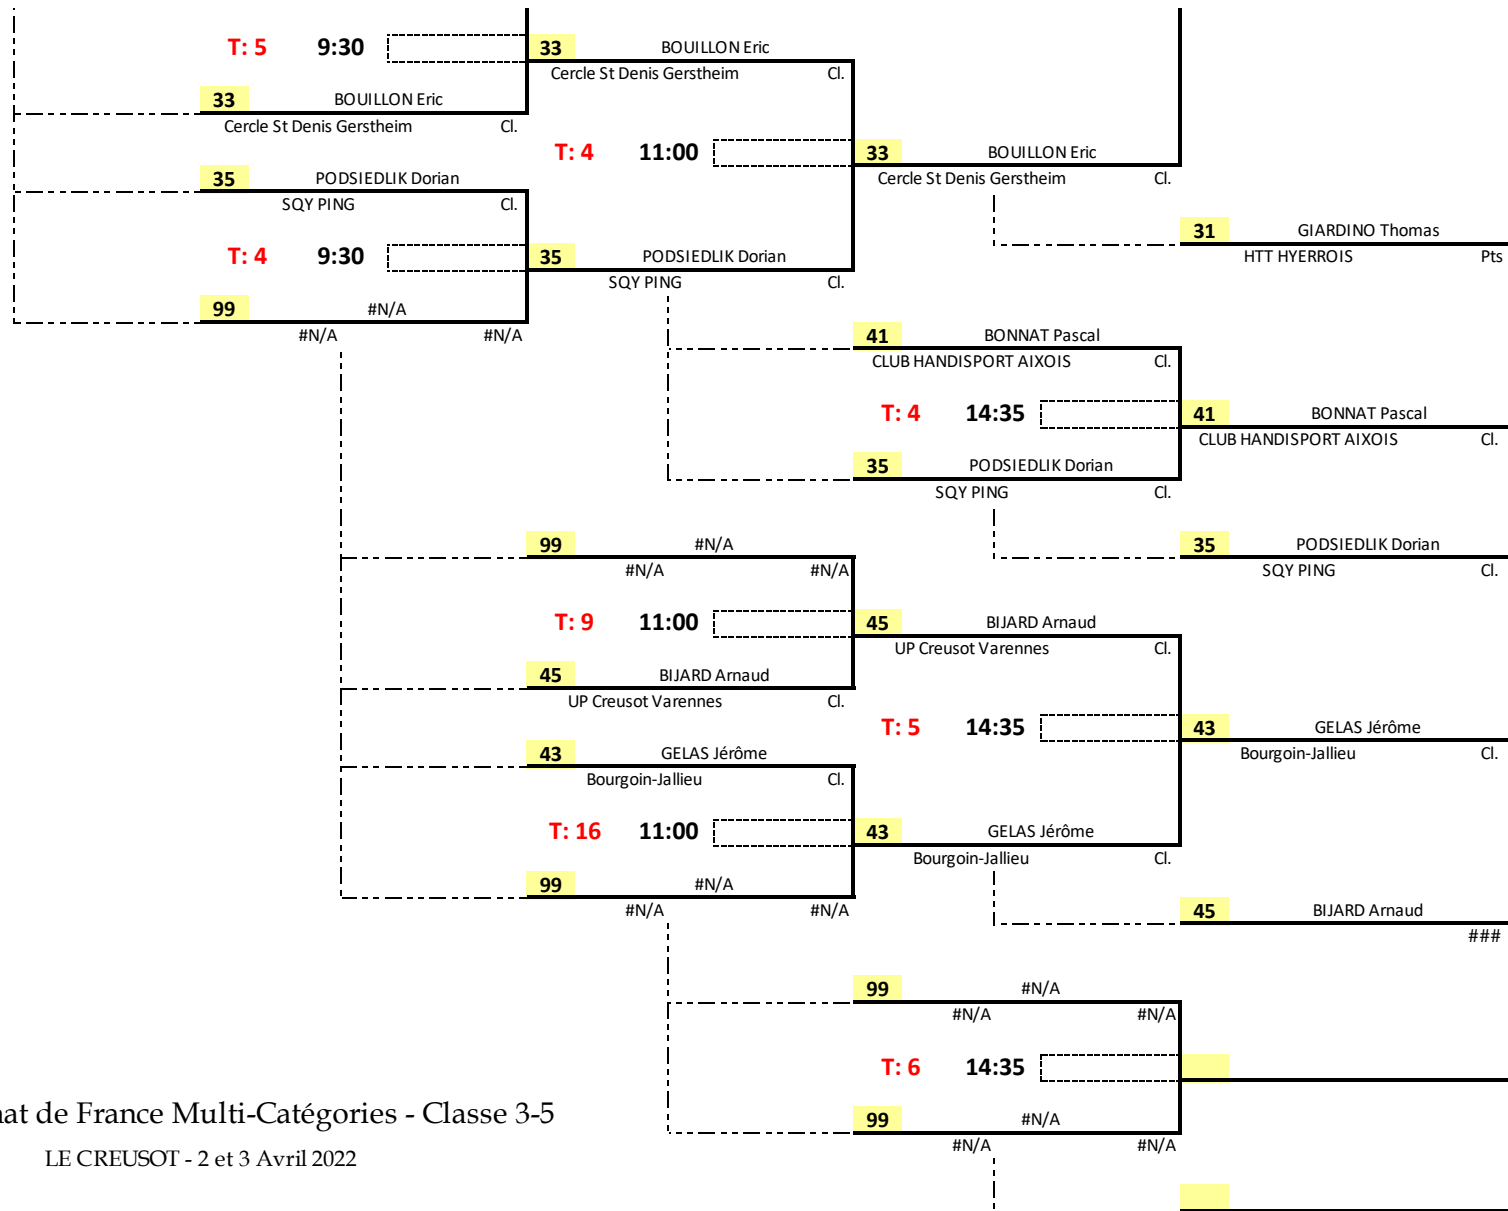 T: 5 9:30 33 BOUILLON Eric
Cercle St Denis Gerstheim Cl.
33 BOUILLON Eric
Cercle St Denis Gerstheim Cl.
T: 4 11:00 33 BOUILLON Eric
Cercle St Denis Gerstheim Cl.
35 PODSIEDLIK Dorian
SQY PING Cl.
31 GIARDINO Thomas
HTT HYERROIS Pts
T: 4 9:30 35 PODSIEDLIK Dorian
SQY PING Cl.
99 #N/A
#N/A #N/A
41 BONNAT Pascal
CLUB HANDISPORT AIXOIS Cl.
T: 4 14:35 41 BONNAT Pascal
CLUB HANDISPORT AIXOIS Cl.
35 PODSIEDLIK Dorian
SQY PING Cl.
99 #N/A
#N/A #N/A
35 PODSIEDLIK Dorian
SQY PING Cl.
T: 9 11:00 45 BIJARD Arnaud
UP Creusot Varennes Cl.
45 BIJARD Arnaud
UP Creusot Varennes Cl.
T: 5 14:35 43 GELAS Jérôme
Bourgoin-Jallieu Cl.
43 GELAS Jérôme
Bourgoin-Jallieu Cl.
T: 16 11:00 43 GELAS Jérôme
Bourgoin-Jallieu Cl.
99 #N/A
#N/A #N/A
45 BIJARD Arnaud
###
99 #N/A
#N/A #N/A
T: 6 14:35
99 #N/A
#N/A #N/A
at de France Multi-Catégories - Classe 3-5
LE CREUSOT - 2 et 3 Avril 2022